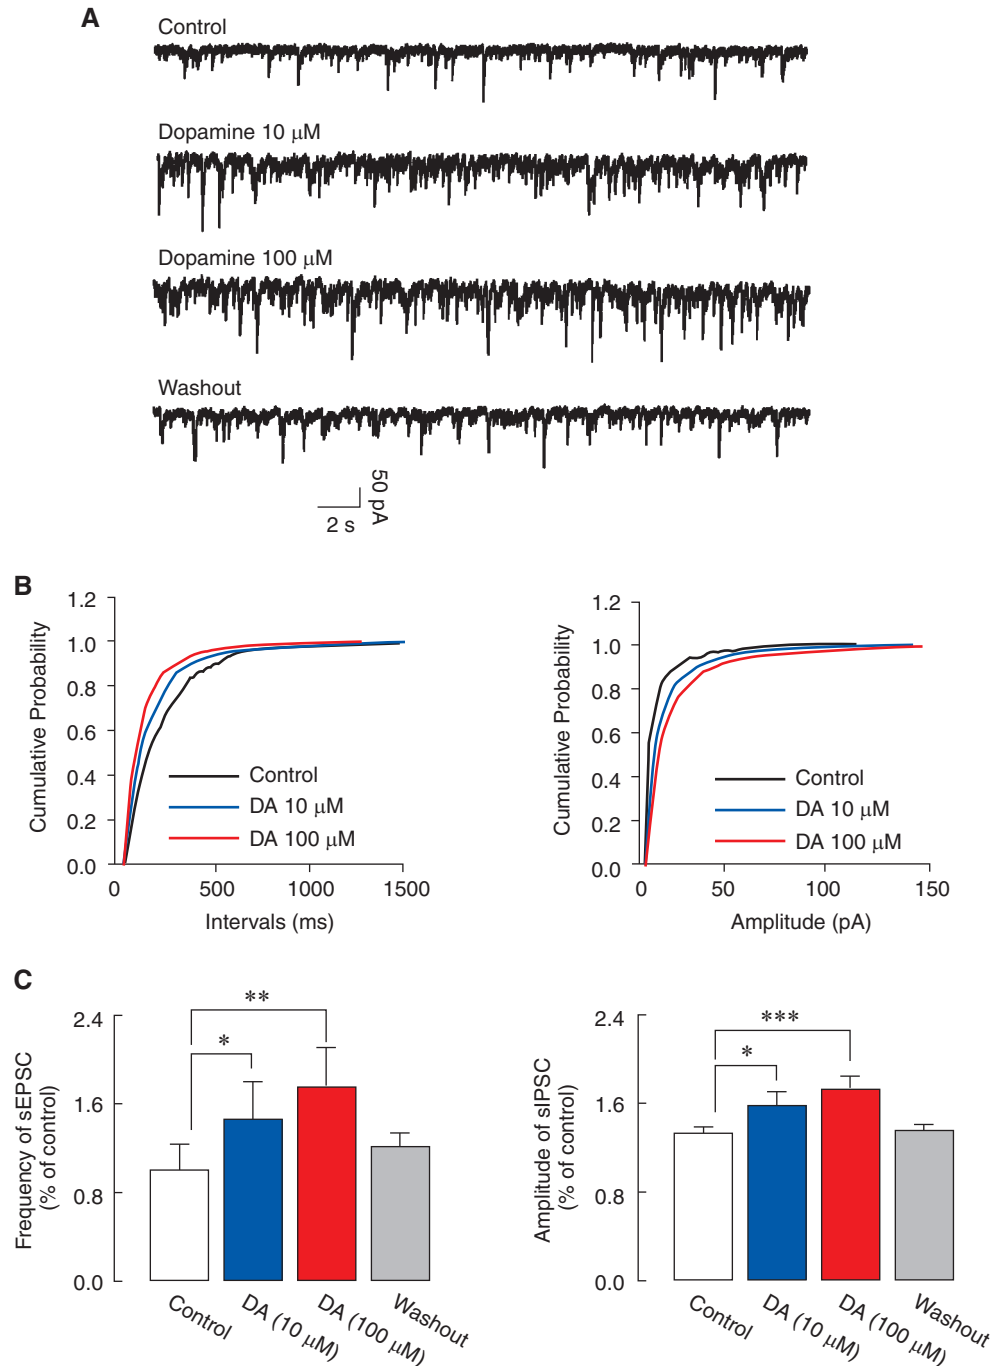 A
Control
Dopamine 10 μM
Dopamine 100 μM
Washout
50 pA
2 s
B
1.2
1.0
0.8
0.6
0.4
0.2
0.0
Cumulative Probability
Control
DA 10 μM
DA 100 μM
0
500
1000
1500
Intervals (ms)
1.2
1.0
0.8
0.6
0.4
0.2
0.0
Cumulative Probability
Control
DA 10 μM
DA 100 μM
0
50
100
150
Amplitude (pA)
C
2.4
1.6
0.8
0.0
Frequency of sEPSC
(% of control)
*
**
Control
DA (10 μM)
DA (100 μM)
Washout
2.4
1.6
0.8
0.0
Amplitude of sIPSC
(% of control)
*
***
Control
DA (10 μM)
DA (100 μM)
Washout